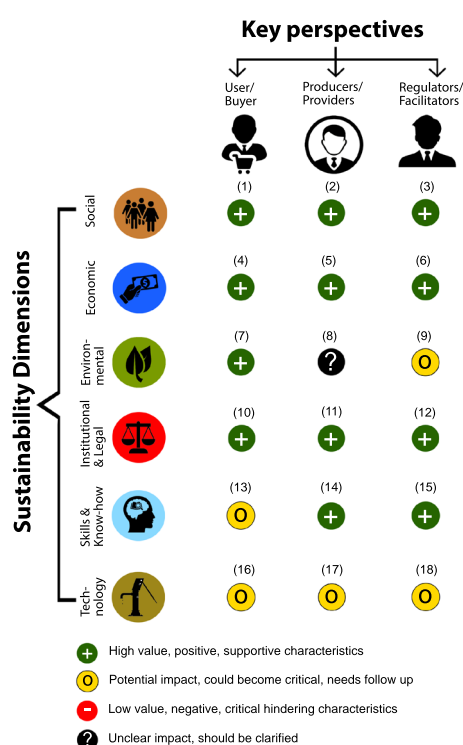 Key perspectives
User/
Buyer
Producers/
Providers
Regulators/
Facilitators
Sustainability Dimensions
Social
(1) (2) (3)
+ + +
Economic
$
(4) (5) (6)
+ + +
Environ-
mental
(7) (8) (9)
+ ? O
Institutional
& Legal
(10) (11) (12)
+ + +
Skills &
Know-how
(13) (14) (15)
O + +
Tech-
nology
(16) (17) (18)
O O O
+ High value, positive, supportive characteristics
O Potential impact, could become critical, needs follow up
- Low value, negative, critical hindering characteristics
? Unclear impact, should be clarified